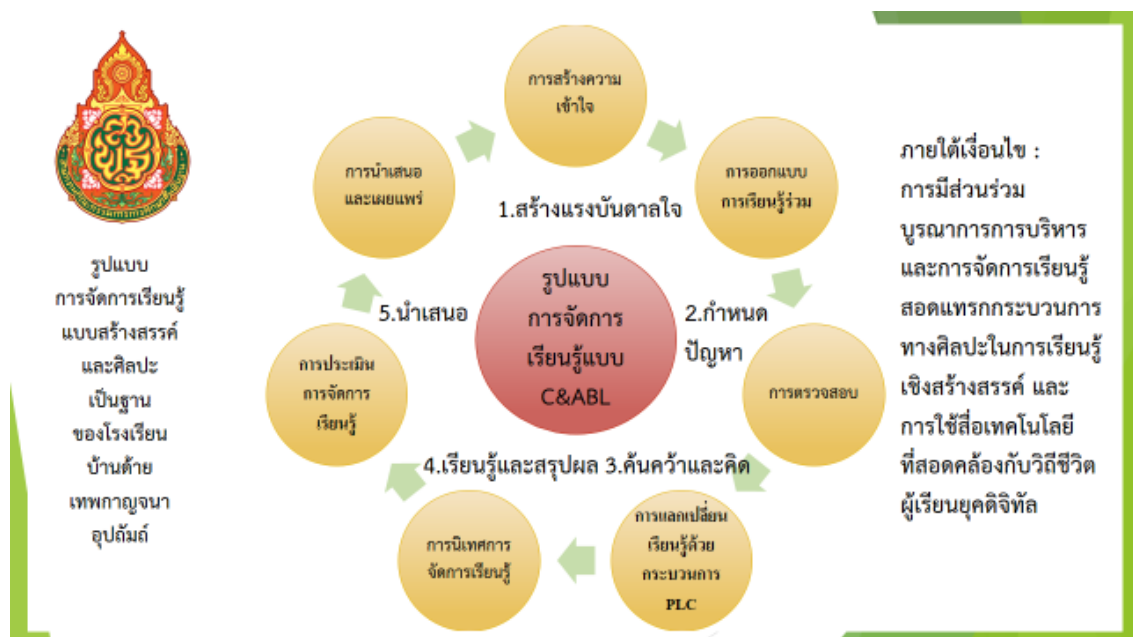 รูปแบบ
การจัดการเรียนรู้
แบบสร้างสรรค์
และศิลปะ
เป็นฐาน
ของโรงเรียน
บ้านด้าย
เทพกาญจนา
อุปถัมถ์
การสร้างความ
เข้าใจ
การออกแบบ
การเรียนรู้ร่วม
การตรวจสอบ
การแลกเปลี่ยน
เรียนรู้ด้วย
กระบวนการ
PLC
การนิเทศการ
จัดการเรียนรู้
การประเมิน
การจัดการ
เรียนรู้
การนำเสนอ
และเผยแพร่
1.สร้างแรงบันดาลใจ
2.กำหนด
ปัญหา
3.ค้นคว้าและคิด
4.เรียนรู้และสรุปผล
5.นำเสนอ
รูปแบบ
การจัดการ
เรียนรู้แบบ
C&ABL
ภายใต้เงื่อนไข :
การมีส่วนร่วม
บูรณาการการบริหาร
และการจัดการเรียนรู้
สอดแทรกกระบวนการ
ทางศิลปะในการเรียนรู้
เชิงสร้างสรรค์ และ
การใช้สื่อเทคโนโลยี
ที่สอดคล้องกับวิถีชีวิต
ผู้เรียนยุคดิจิทัล